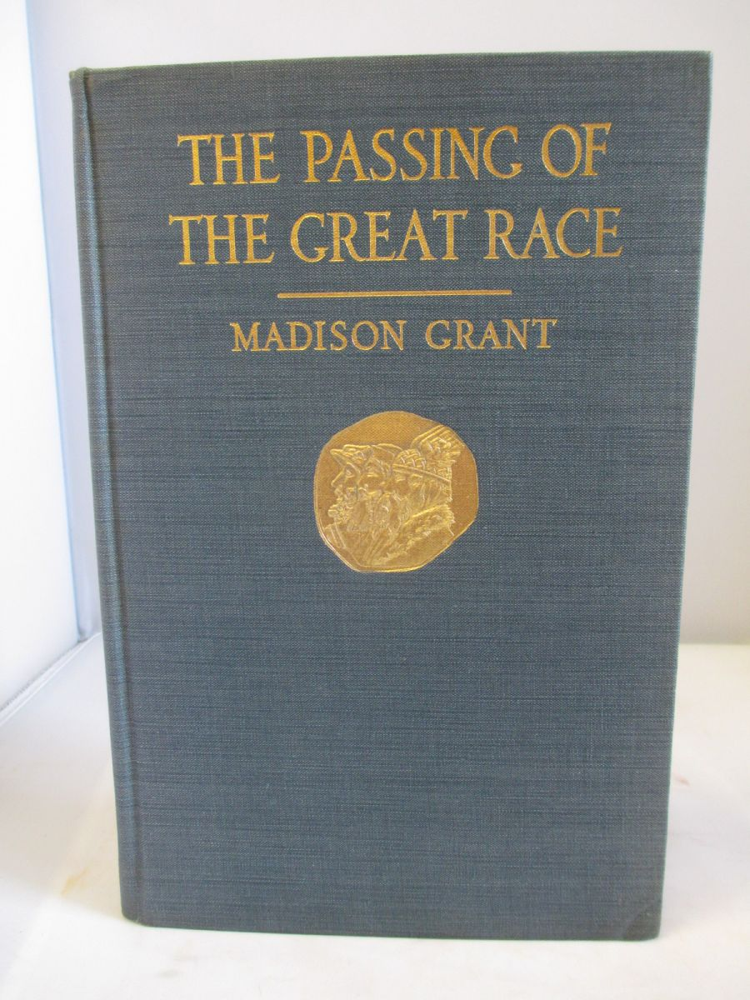 THE PASSING OF
THE GREAT RACE
MADISON GRANT